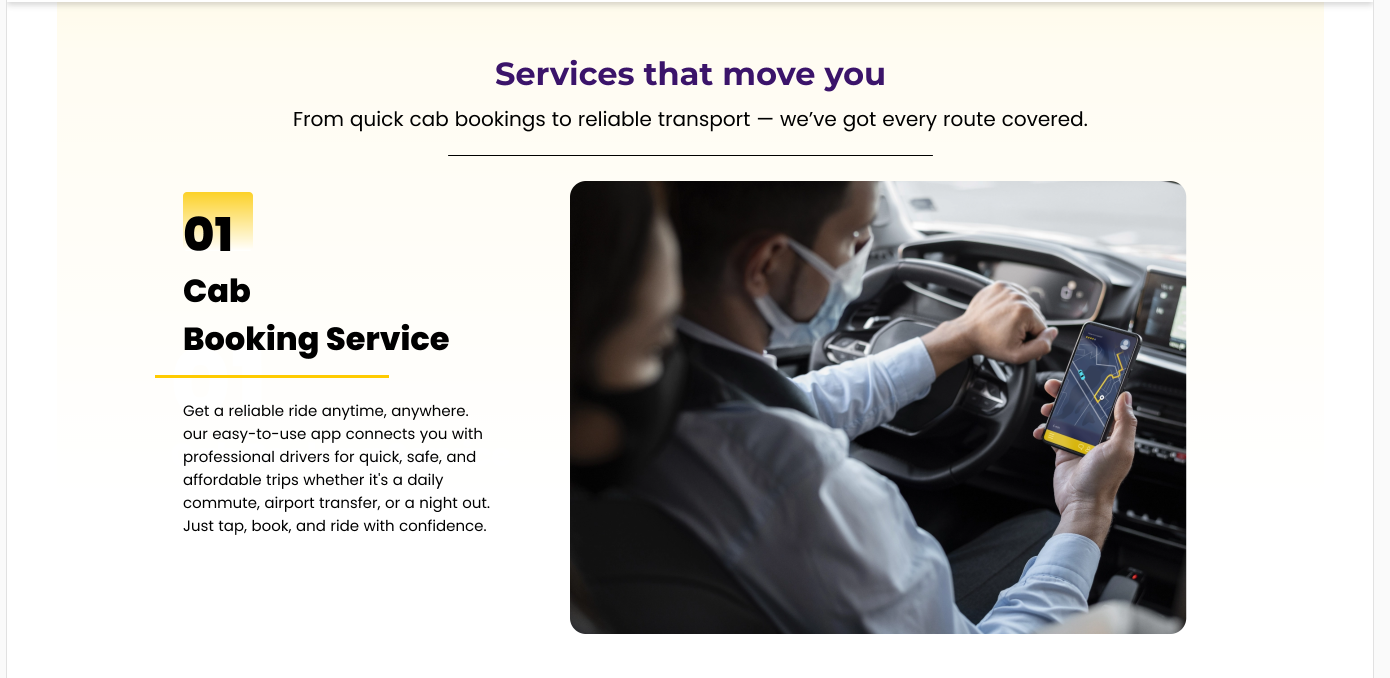 Services that move you
From quick cab bookings to reliable transport — we’ve got every route covered.
01
Cab
Booking Service
Get a reliable ride anytime, anywhere.
our easy-to-use app connects you with
professional drivers for quick, safe, and
affordable trips whether it's a daily
commute, airport transfer, or a night out.
Just tap, book, and ride with confidence.